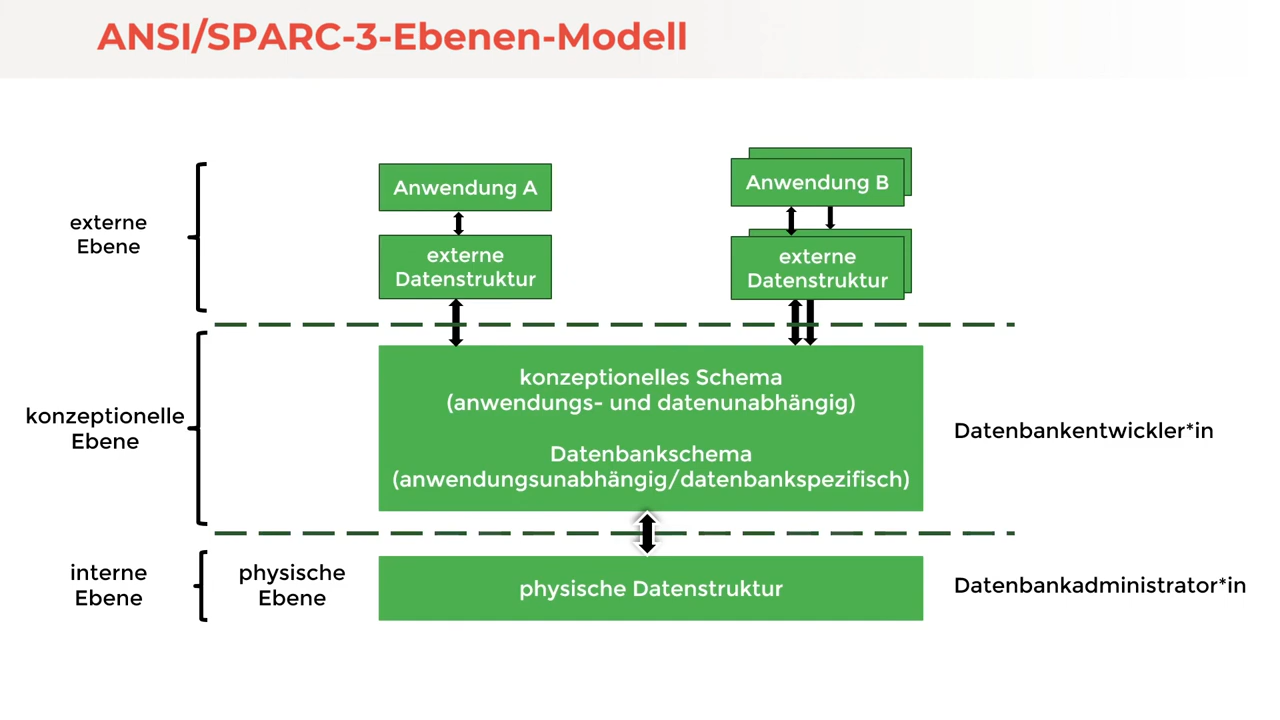 ANSI/SPARC-3-Ebenen-Modell
externe
Ebene
Anwendung A
Anwendung B
externe
Datenstruktur
externe
Datenstruktur
konzeptionelle
Ebene
konzeptionelles Schema
(anwendungs- und datenunabhängig)
Datenbankschema
(anwendungsunabhängig/datenbankspezifisch)
Datenbankentwickler*in
interne
Ebene
physische
Ebene
physische Datenstruktur
Datenbankadministrator*in